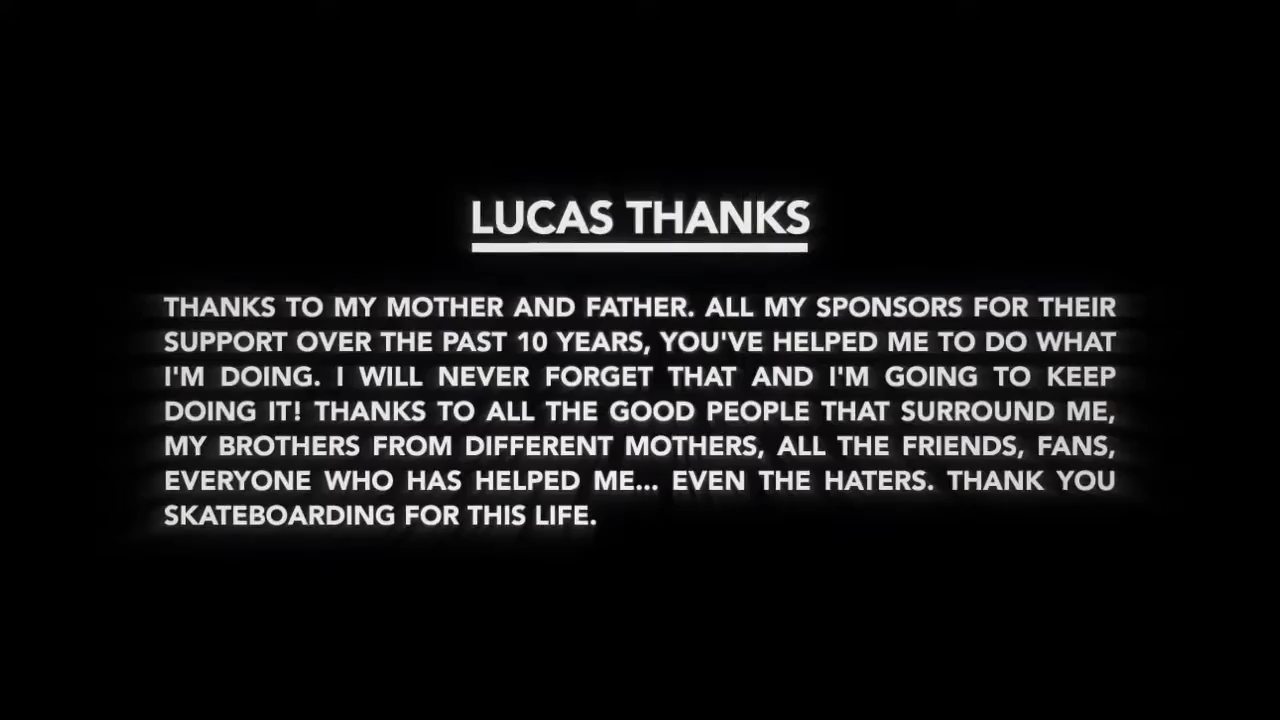 LUCAS THANKS
THANKS TO MY MOTHER AND FATHER. ALL MY SPONSORS FOR THEIR
SUPPORT OVER THE PAST 10 YEARS, YOU'VE HELPED ME TO DO WHAT
I'M DOING. I WILL NEVER FORGET THAT AND I'M GOING TO KEEP
DOING IT! THANKS TO ALL THE GOOD PEOPLE THAT SURROUND ME,
MY BROTHERS FROM DIFFERENT MOTHERS, ALL THE FRIENDS, FANS,
EVERYONE WHO HAS HELPED ME... EVEN THE HATERS. THANK YOU
SKATEBOARDING FOR THIS LIFE.